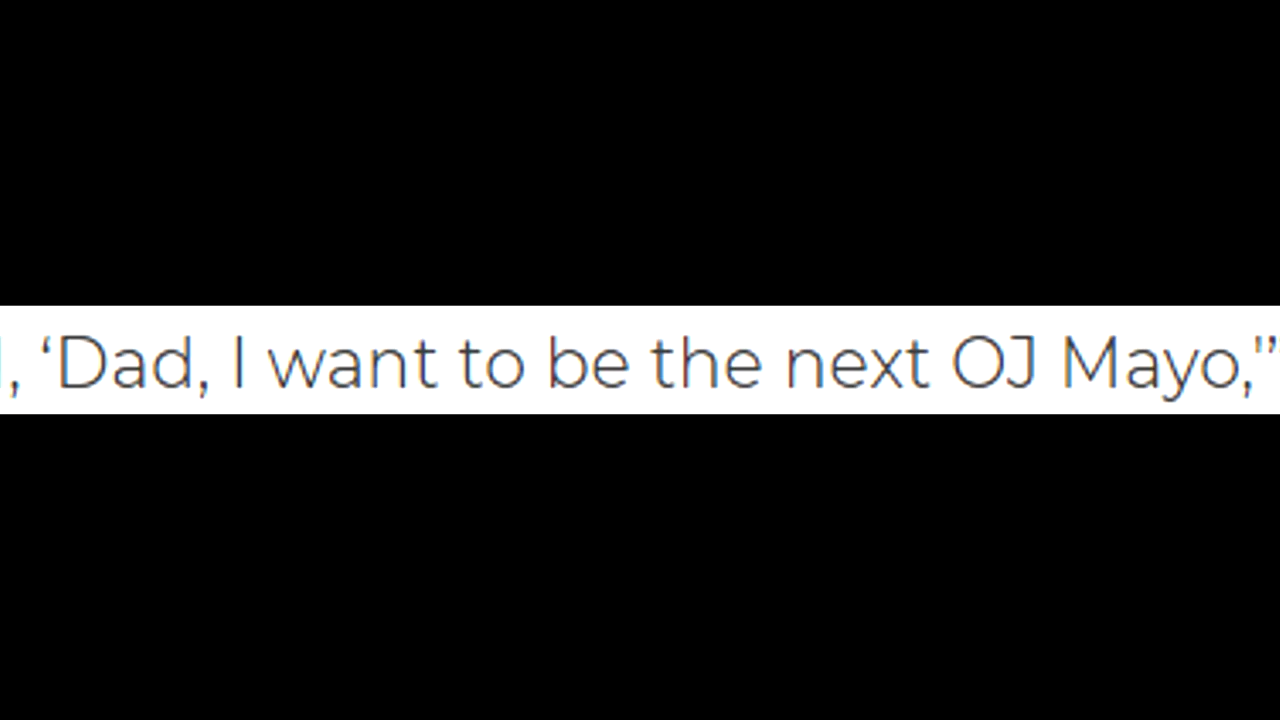 , ‘Dad, I want to be the next OJ Mayo,"’